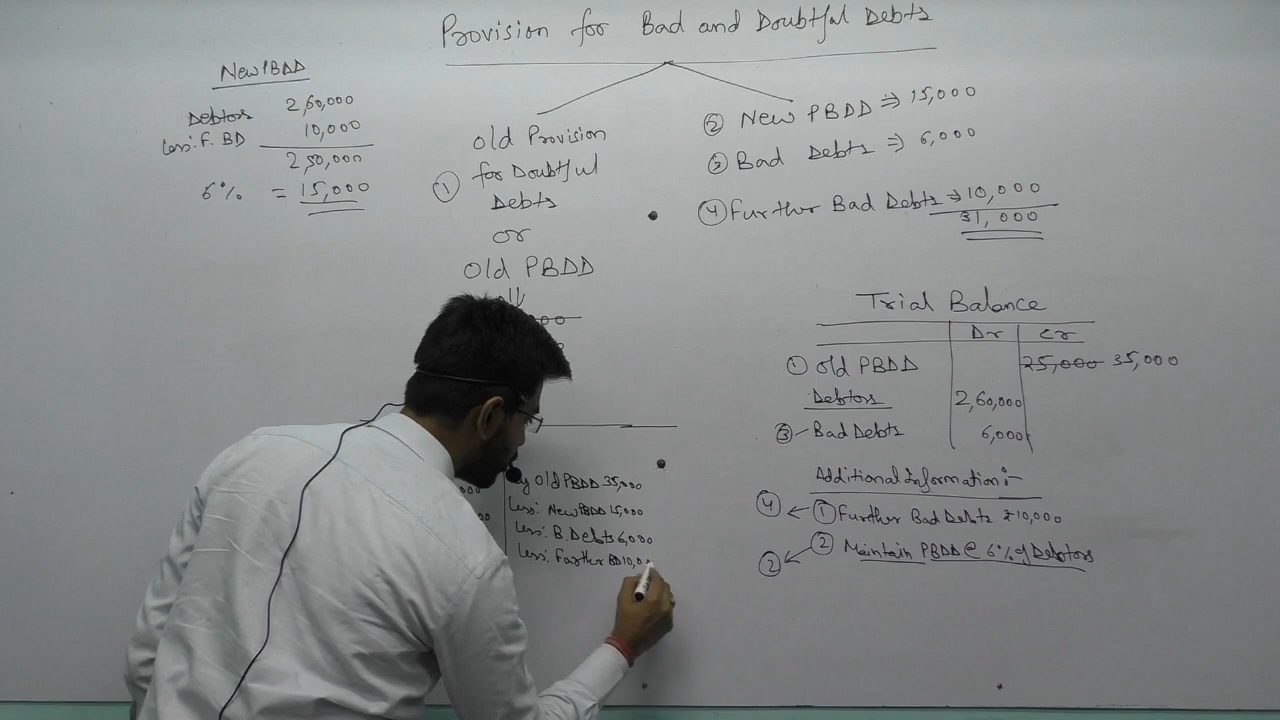 Provision for Bad and Doubtful Debts
New PBDD
Debtors 2,60,000
Less: F. BD 10,000
2,50,000
6% = 15,000
old Provision
① for Doubtful
Debts
or
Old PBDD
② New PBDD ⇒ 15,000
③ Bad Debts ⇒ 6,000
④ Further Bad Debts ⇒ 10,000
31,000
Trial Balance
Dr Cr
① old PBDD 25,000 35,000
Debtors 2,60,000
③ Bad Debts 6,000
Additional Information:-
④ ← ① Further Bad Debts ₹10,000
② ← ② Maintain PBDD @ 6% of Debtors
By Old PBDD 35,000
Less: New PBDD 15,000
Less: B. Debts 6,000
Less: Further BD 10,00